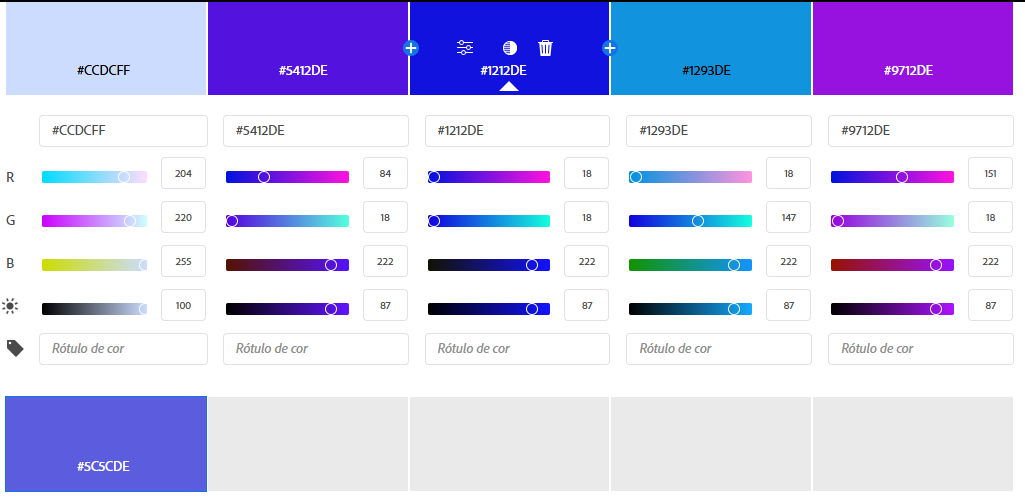 #CCDCFF #5412DE #1212DE #1293DE #9712DE
#CCDCFF #5412DE #1212DE #1293DE #9712DE
R 204 84 18 18 151
G 220 18 18 147 18
B 255 222 222 222 222
100 87 87 87 87
Rótulo de cor Rótulo de cor Rótulo de cor Rótulo de cor Rótulo de cor
#5C5CDE